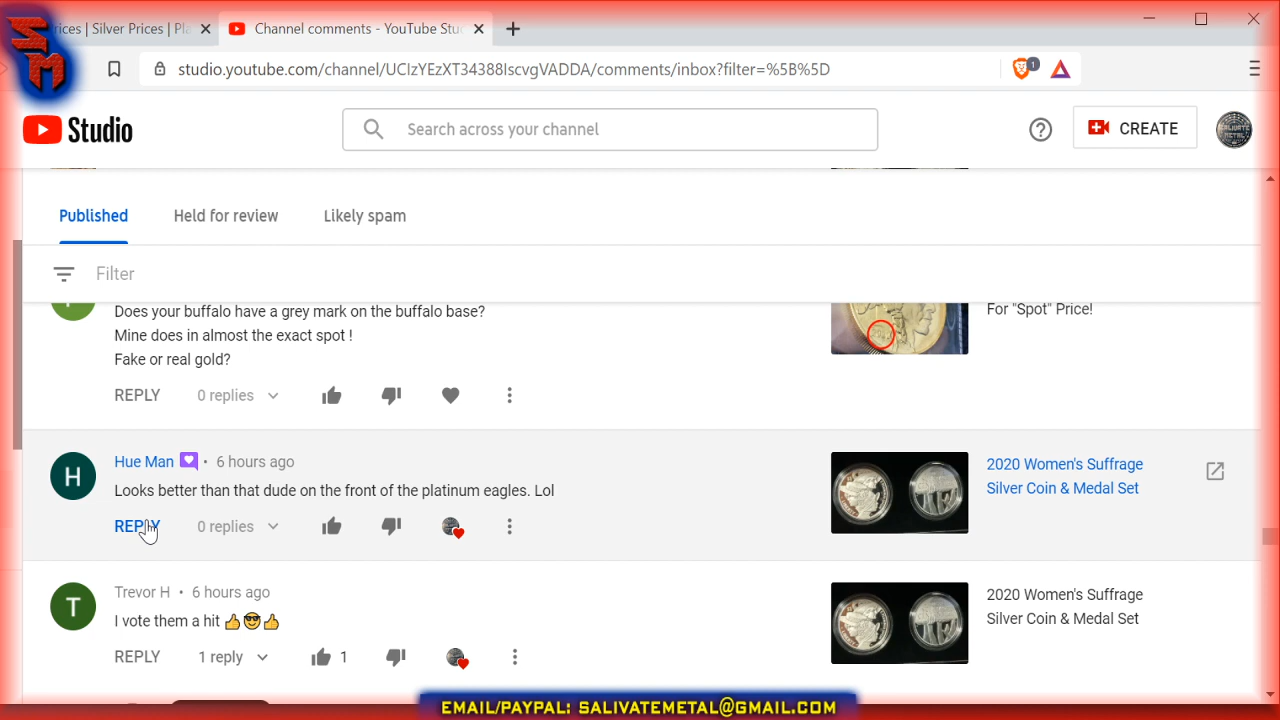 SM
rices | Silver Prices | Pla
Channel comments - YouTube Stu
studio.youtube.com/channel/UCIzYEzXT34388IscvgVADDA/comments/inbox?filter=%5B%5D
1
Studio
Search across your channel
CREATE
Published
Held for review
Likely spam
Filter
Does your buffalo have a grey mark on the buffalo base?
Mine does in almost the exact spot !
Fake or real gold?
For "Spot" Price!
REPLY 0 replies
Hue Man • 6 hours ago
H
Looks better than that dude on the front of the platinum eagles. Lol
REPLY 0 replies
2020 Women's Suffrage
Silver Coin & Medal Set
Trevor H • 6 hours ago
T
I vote them a hit 👍😎👍
REPLY 1 reply 1
2020 Women's Suffrage
Silver Coin & Medal Set
EMAIL/PAYPAL: SALIVATEMETAL@GMAIL.COM